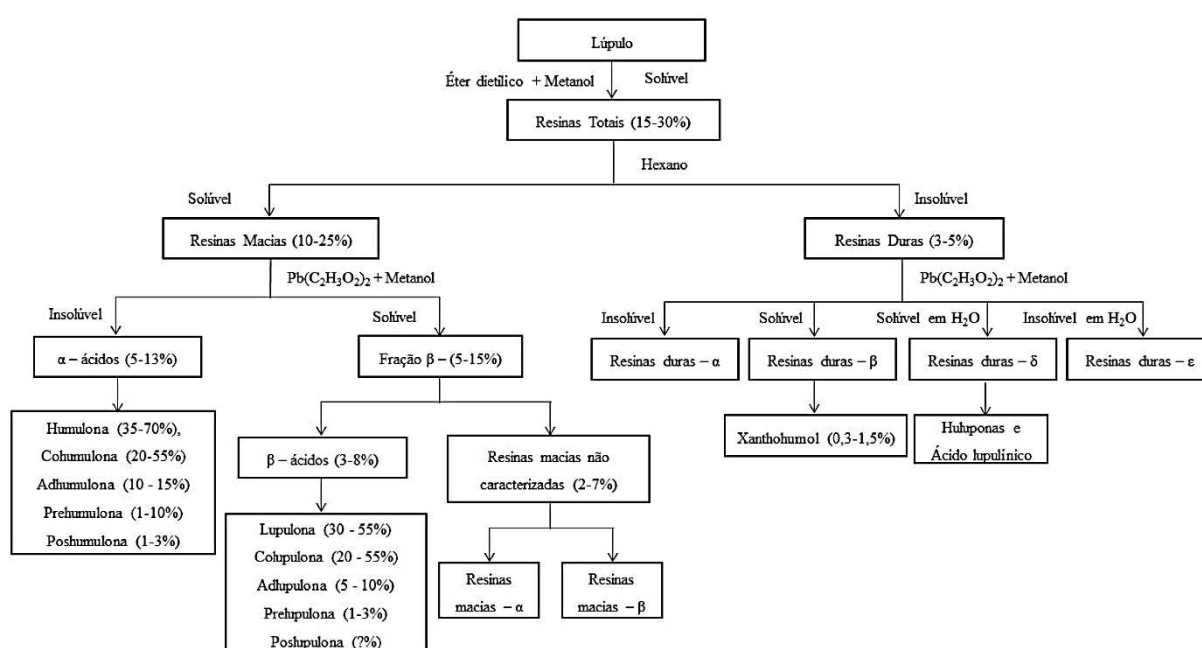 Lúpulo
Éter dietílico + Metanol
Solúvel
Resinas Totais (15-30%)
Hexano
Solúvel
Insolúvel
Resinas Macias (10-25%)
Resinas Duras (3-5%)
Pb(C₂H₃O₂)₂ + Metanol
Pb(C₂H₃O₂)₂ + Metanol
Insolúvel
Solúvel
Insolúvel
Solúvel
Solúvel em H₂O
Insolúvel em H₂O
α – ácidos (5-13%)
Fração β – (5-15%)
Resinas duras – α
Resinas duras – β
Resinas duras – δ
Resinas duras – ε
Humulona (35-70%),
Cohumulona (20-55%)
Adhumulona (10 - 15%)
Prehumulona (1-10%)
Poshumulona (1-3%)
β – ácidos (3-8%)
Resinas macias não
caracterizadas (2-7%)
Xanthohumol (0,3-1,5%)
Huluponas e
Ácido lupulínico
Lupulona (30 - 55%)
Colupulona (20 - 55%)
Adlupulona (5 - 10%)
Prelupulona (1-3%)
Poslupulona (?%)
Resinas
macias – α
Resinas
macias – β